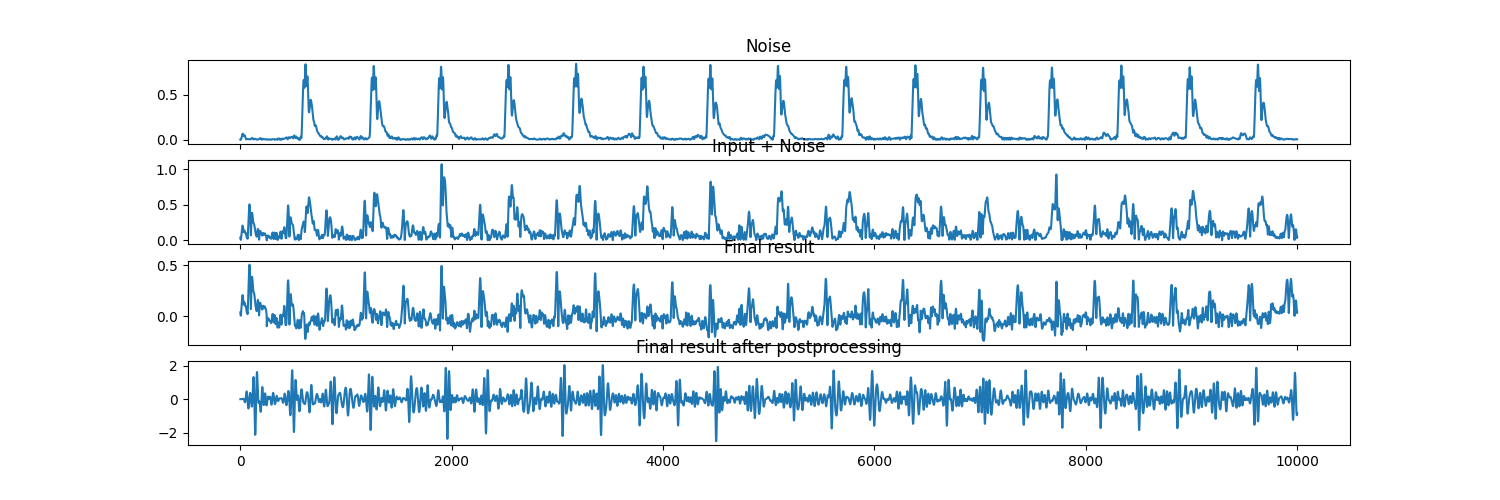 Noise
0.5
0.0
Input + Noise
1.0
0.5
0.0
Final result
0.5
0.0
Final result after postprocessing
2
0
−2
0 2000 4000 6000 8000 10000